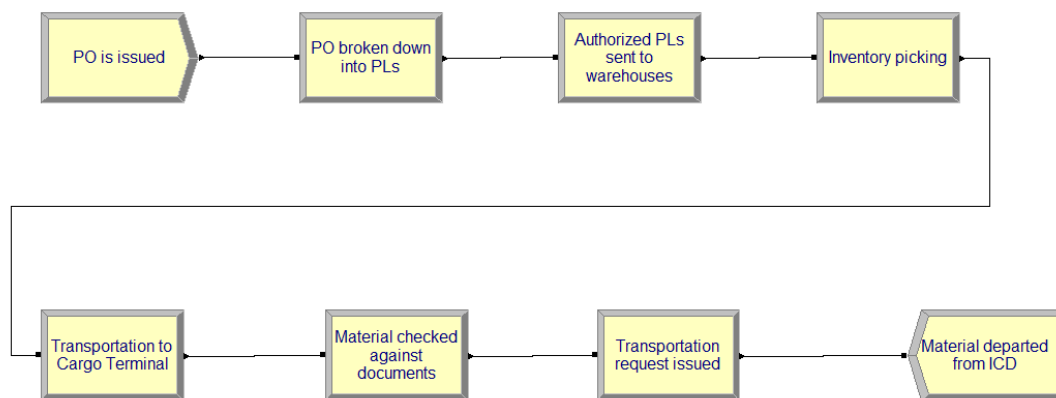 PO is issued
PO broken down
into PLs
Authorized PLs
sent to
warehouses
Inventory picking
Transportation to
Cargo Terminal
Material checked
against
documents
Transportation
request issued
Material departed
from ICD